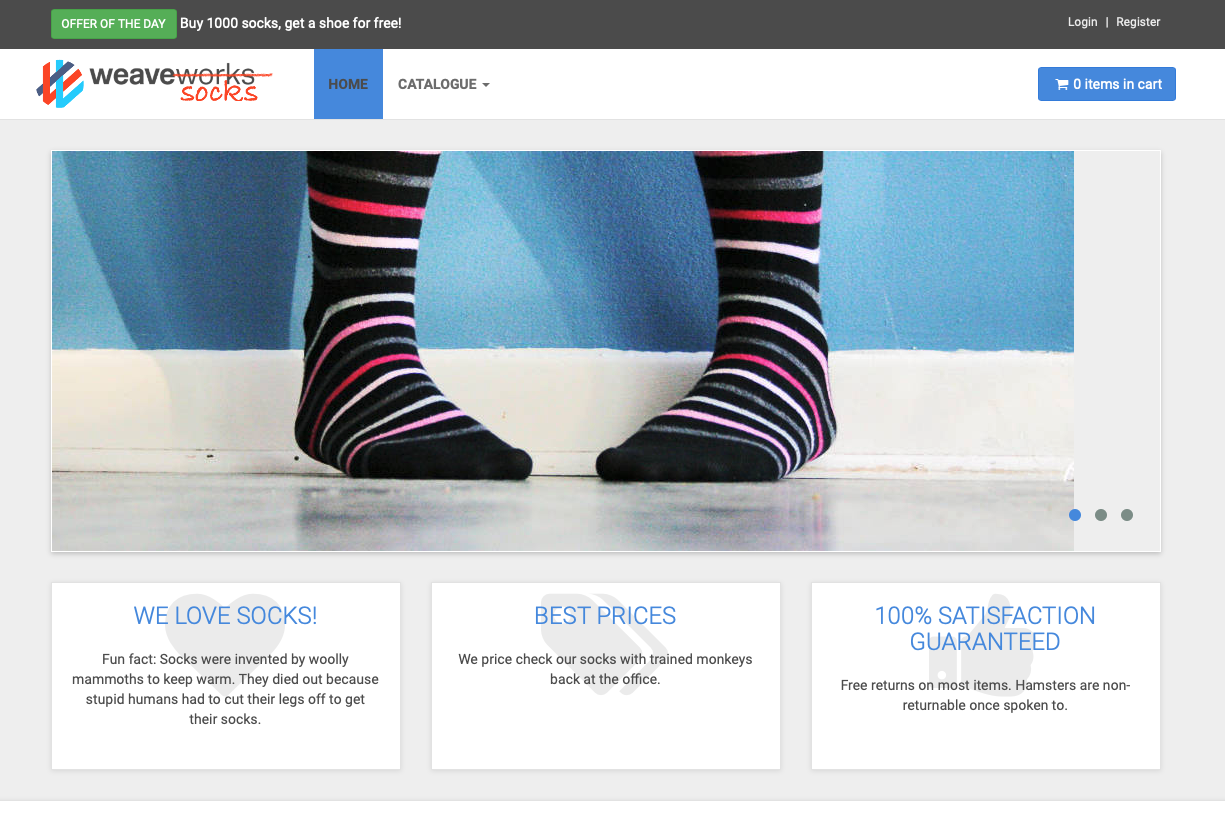 OFFER OF THE DAY Buy 1000 socks, get a shoe for free!
Login | Register
weaveworks
socks
HOME
CATALOGUE
0 items in cart
WE LOVE SOCKS!
Fun fact: Socks were invented by woolly
mammoths to keep warm. They died out because
stupid humans had to cut their legs off to get
their socks.
BEST PRICES
We price check our socks with trained monkeys
back at the office.
100% SATISFACTION
GUARANTEED
Free returns on most items. Hamsters are non-
returnable once spoken to.